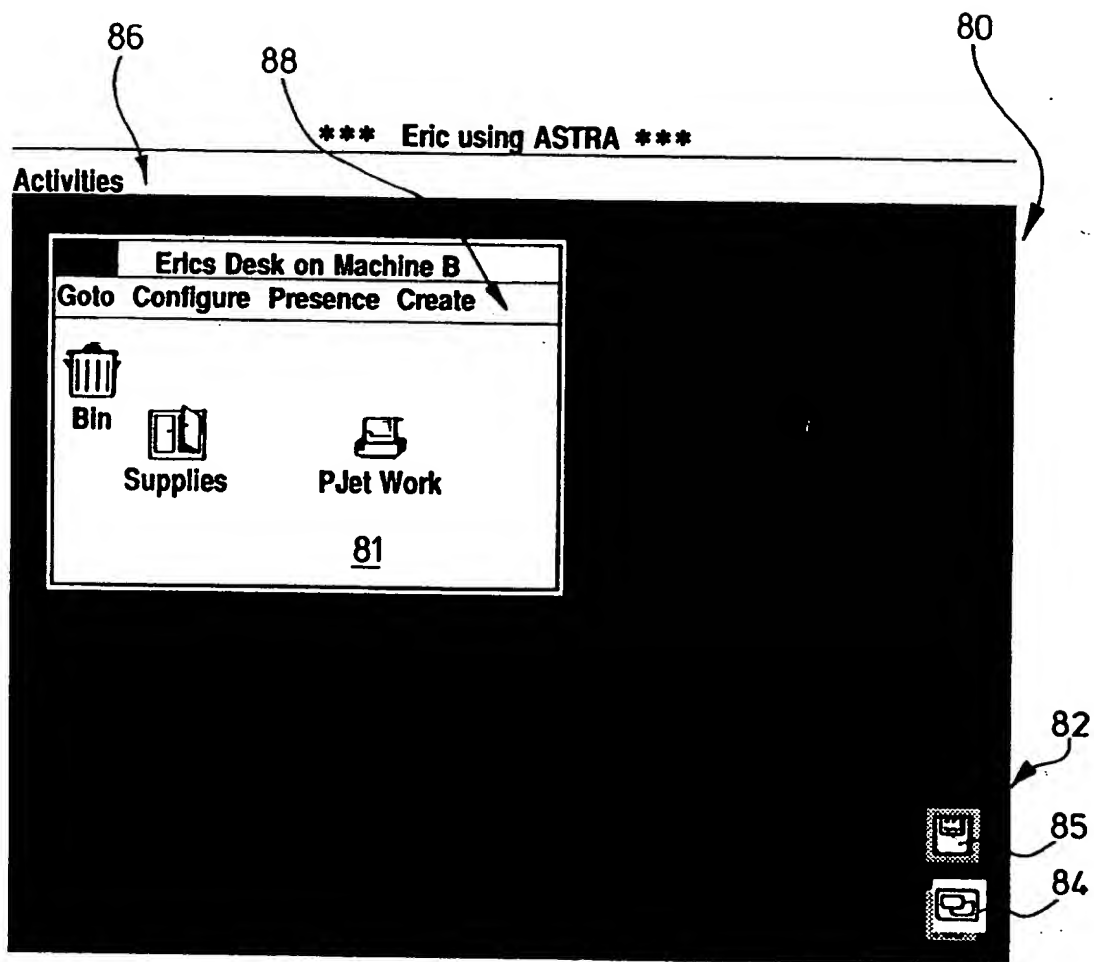 86
88
80
*** Eric using ASTRA ***
Activities
Erics Desk on Machine B
Goto Configure Presence Create
Bin
Supplies
PJet Work
81
82
85
84